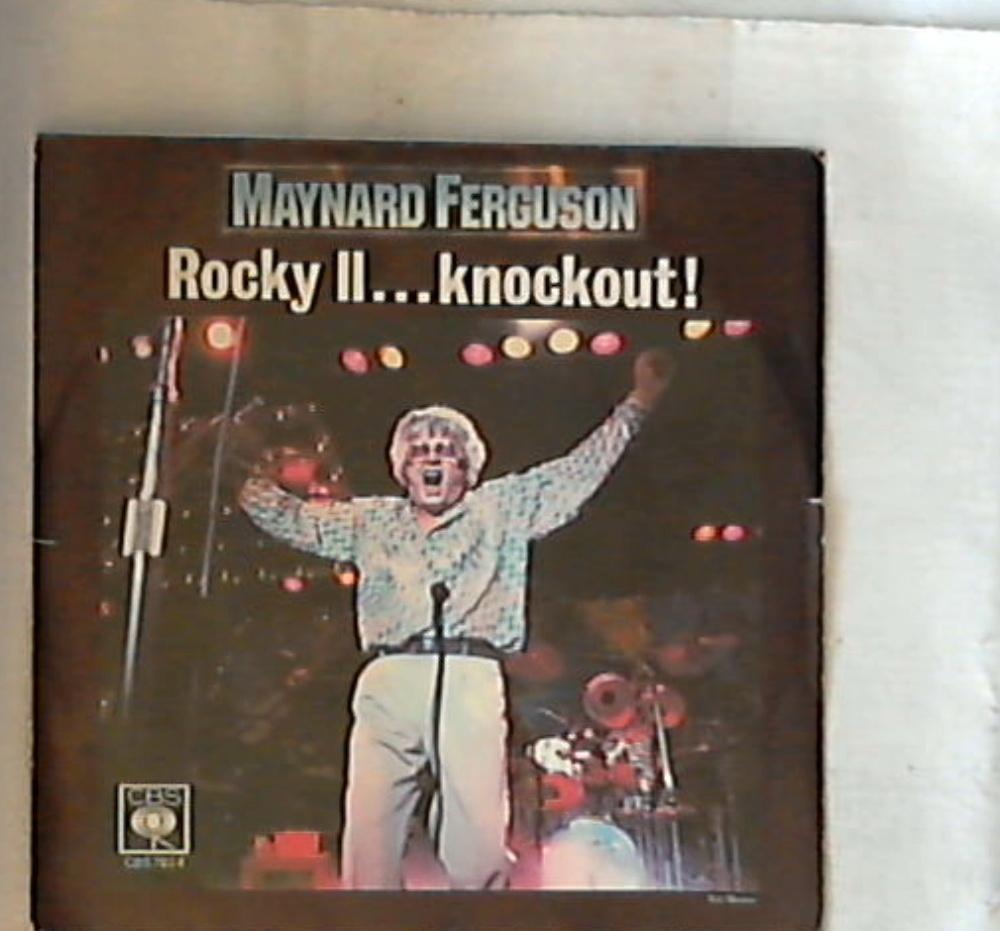 MAYNARD FERGUSON
Rocky II...knockout!
CBS